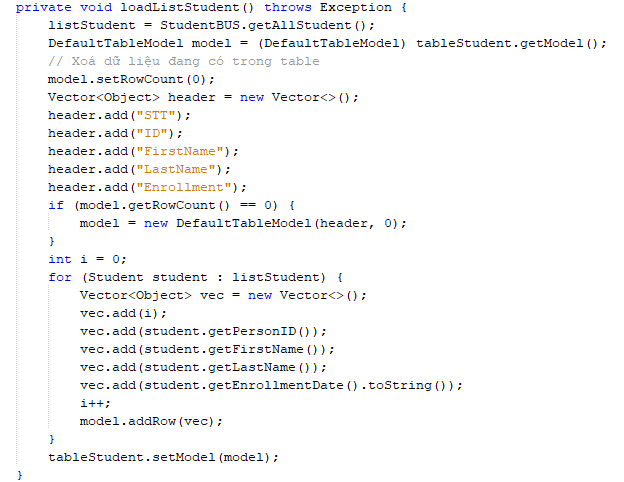 private void loadListStudent() throws Exception {
    listStudent = StudentBUS.getAllStudent();
    DefaultTableModel model = (DefaultTableModel) tableStudent.getModel();
    // Xoá dữ liệu đang có trong table
    model.setRowCount(0);
    Vector<Object> header = new Vector<>();
    header.add("STT");
    header.add("ID");
    header.add("FirstName");
    header.add("LastName");
    header.add("Enrollment");
    if (model.getRowCount() == 0) {
        model = new DefaultTableModel(header, 0);
    }
    int i = 0;
    for (Student student : listStudent) {
        Vector<Object> vec = new Vector<>();
        vec.add(i);
        vec.add(student.getPersonID());
        vec.add(student.getFirstName());
        vec.add(student.getLastName());
        vec.add(student.getEnrollmentDate().toString());
        i++;
        model.addRow(vec);
    }
    tableStudent.setModel(model);
}